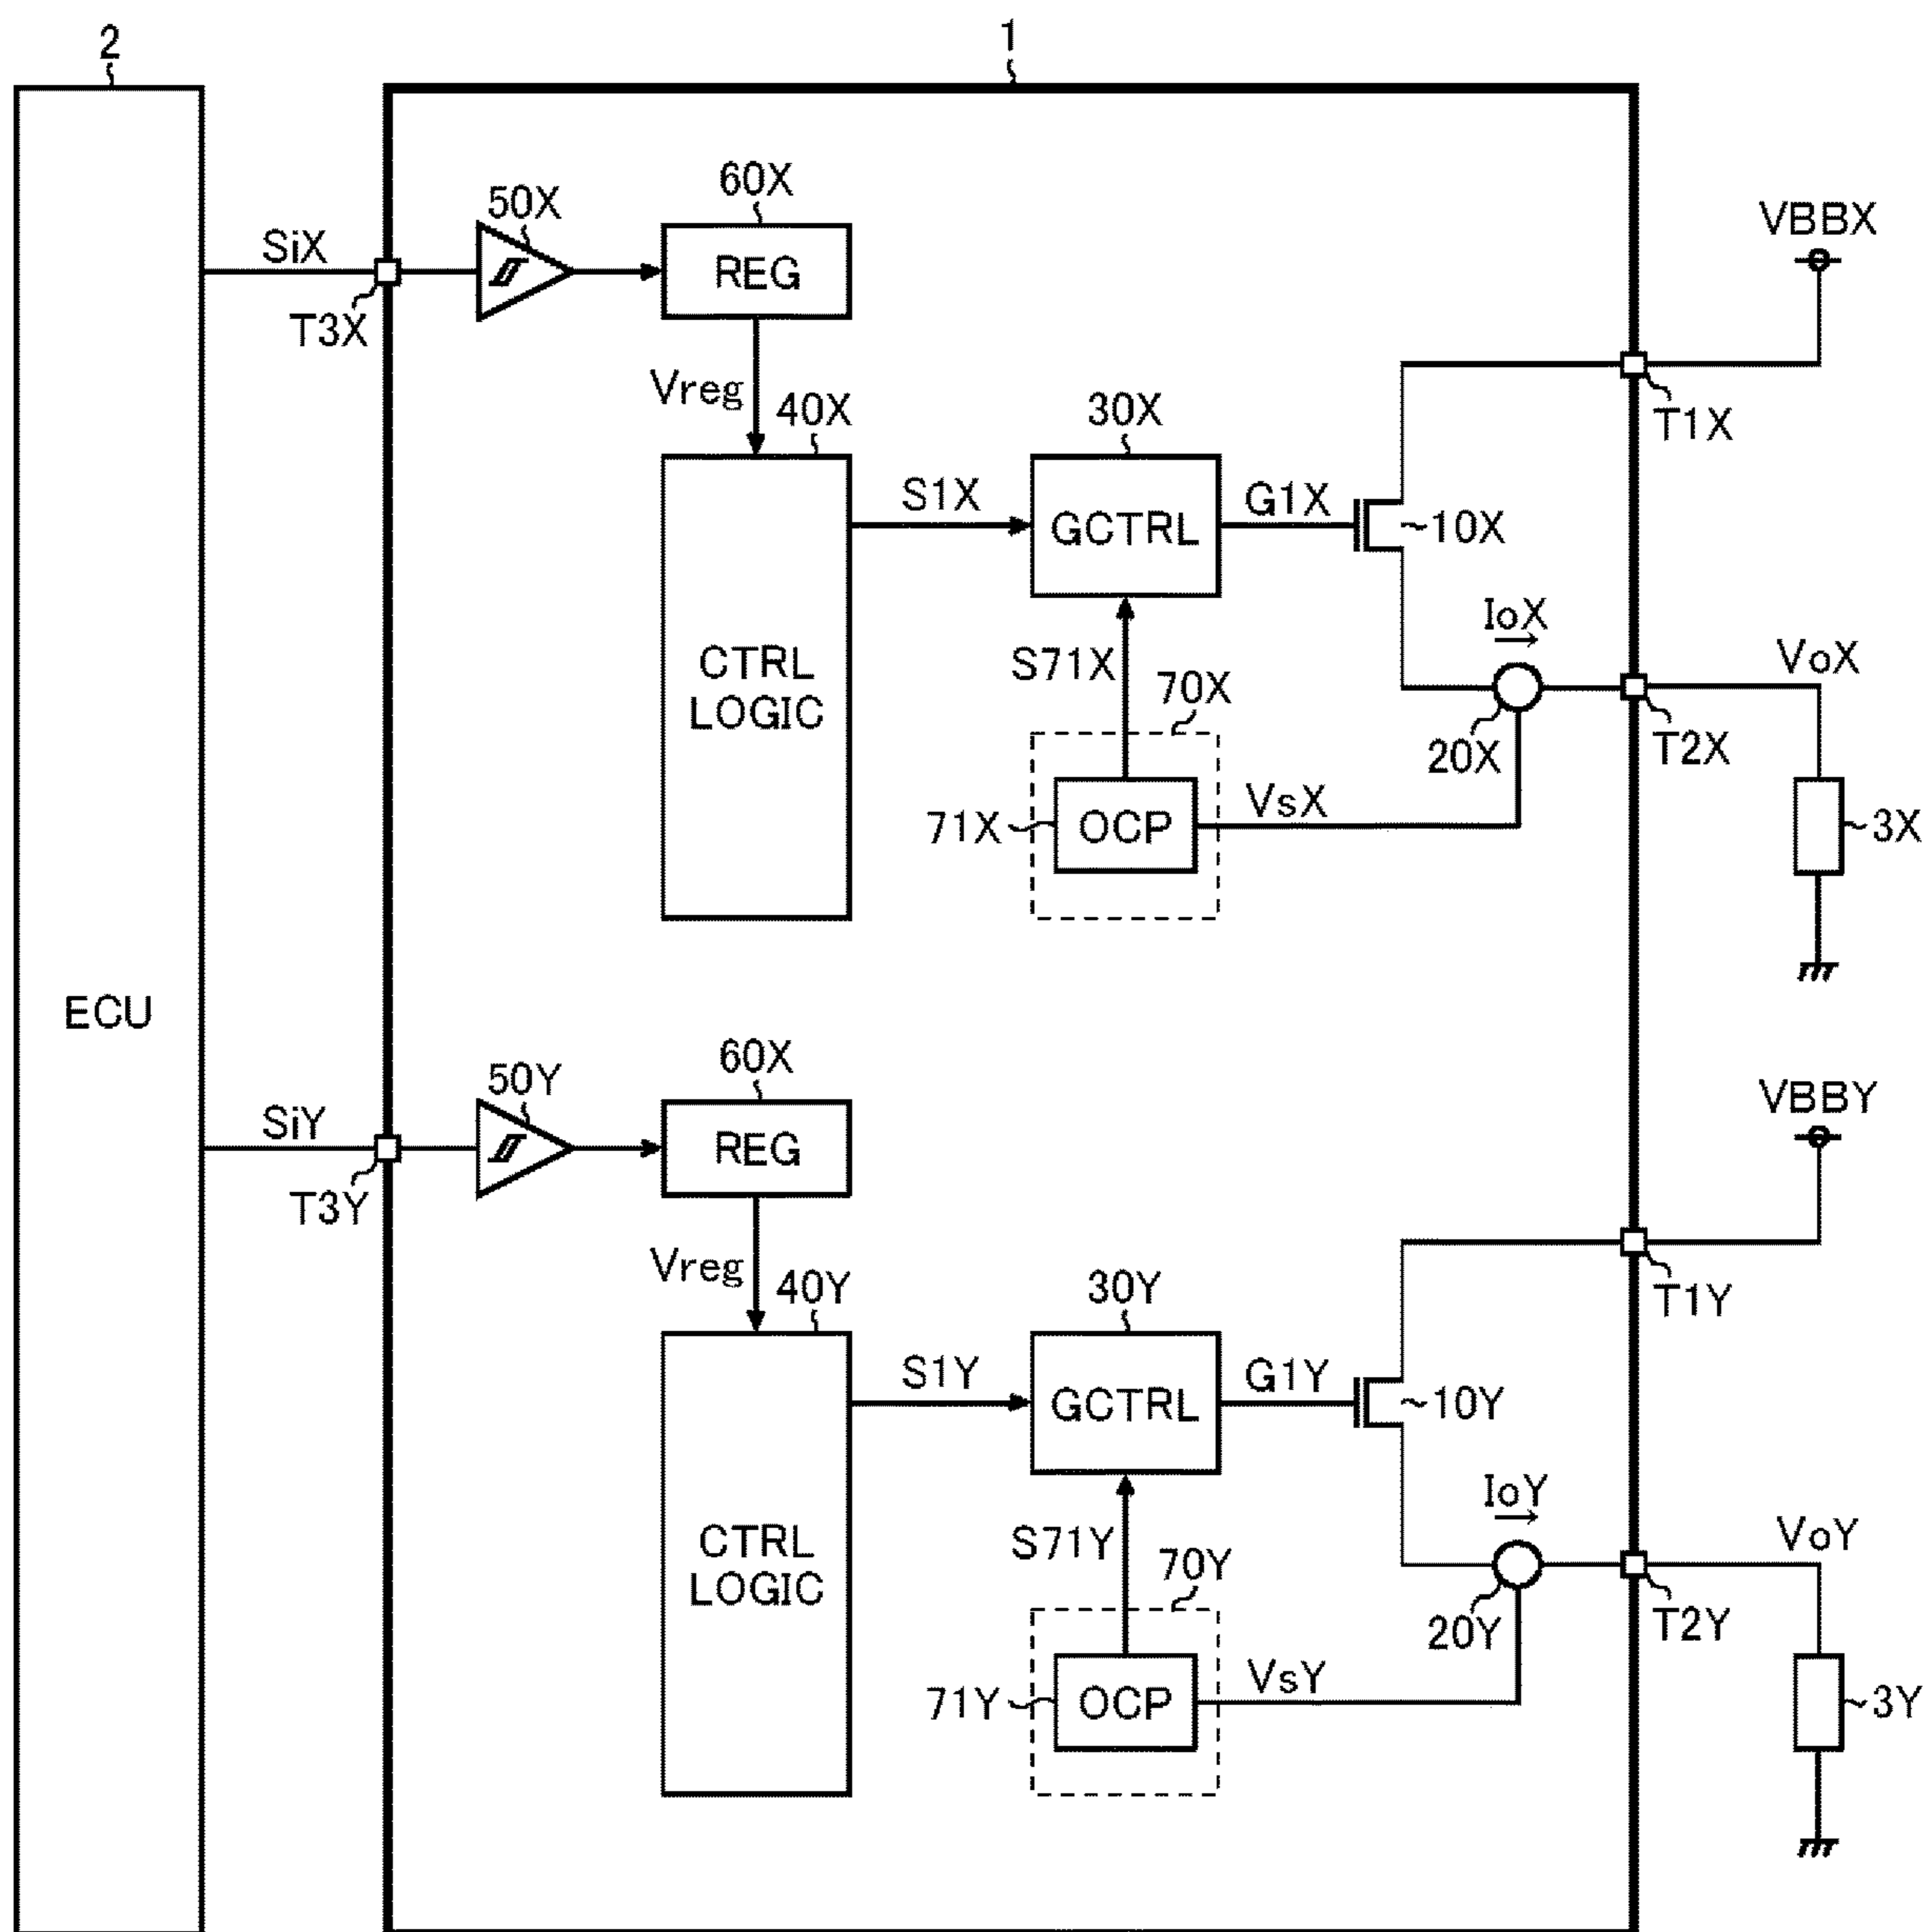 2
1
60X
50X
VBBX
SiX
REG
T3X
Vreg
40X
30X
T1X
S1X
G1X
GCTRL
~10X
IoX
CTRL
LOGIC
S71X
70X
VoX
20X
T2X
VsX
71X
OCP
~3X
ECU
60X
50Y
VBBY
SiY
REG
T3Y
Vreg
40Y
30Y
T1Y
S1Y
G1Y
GCTRL
~10Y
IoY
CTRL
LOGIC
S71Y
70Y
VoY
20Y
T2Y
VsY
71Y
OCP
~3Y